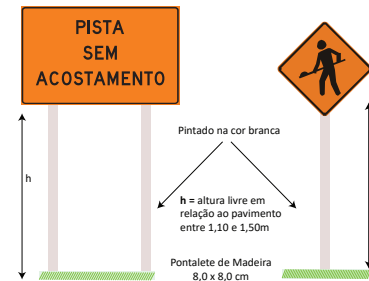 PISTA
SEM
ACOSTAMENTO
Pintado na cor branca
h
h = altura livre em
relação ao pavimento
entre 1,10 e 1,50m
Pontalete de Madeira
8,0 x 8,0 cm